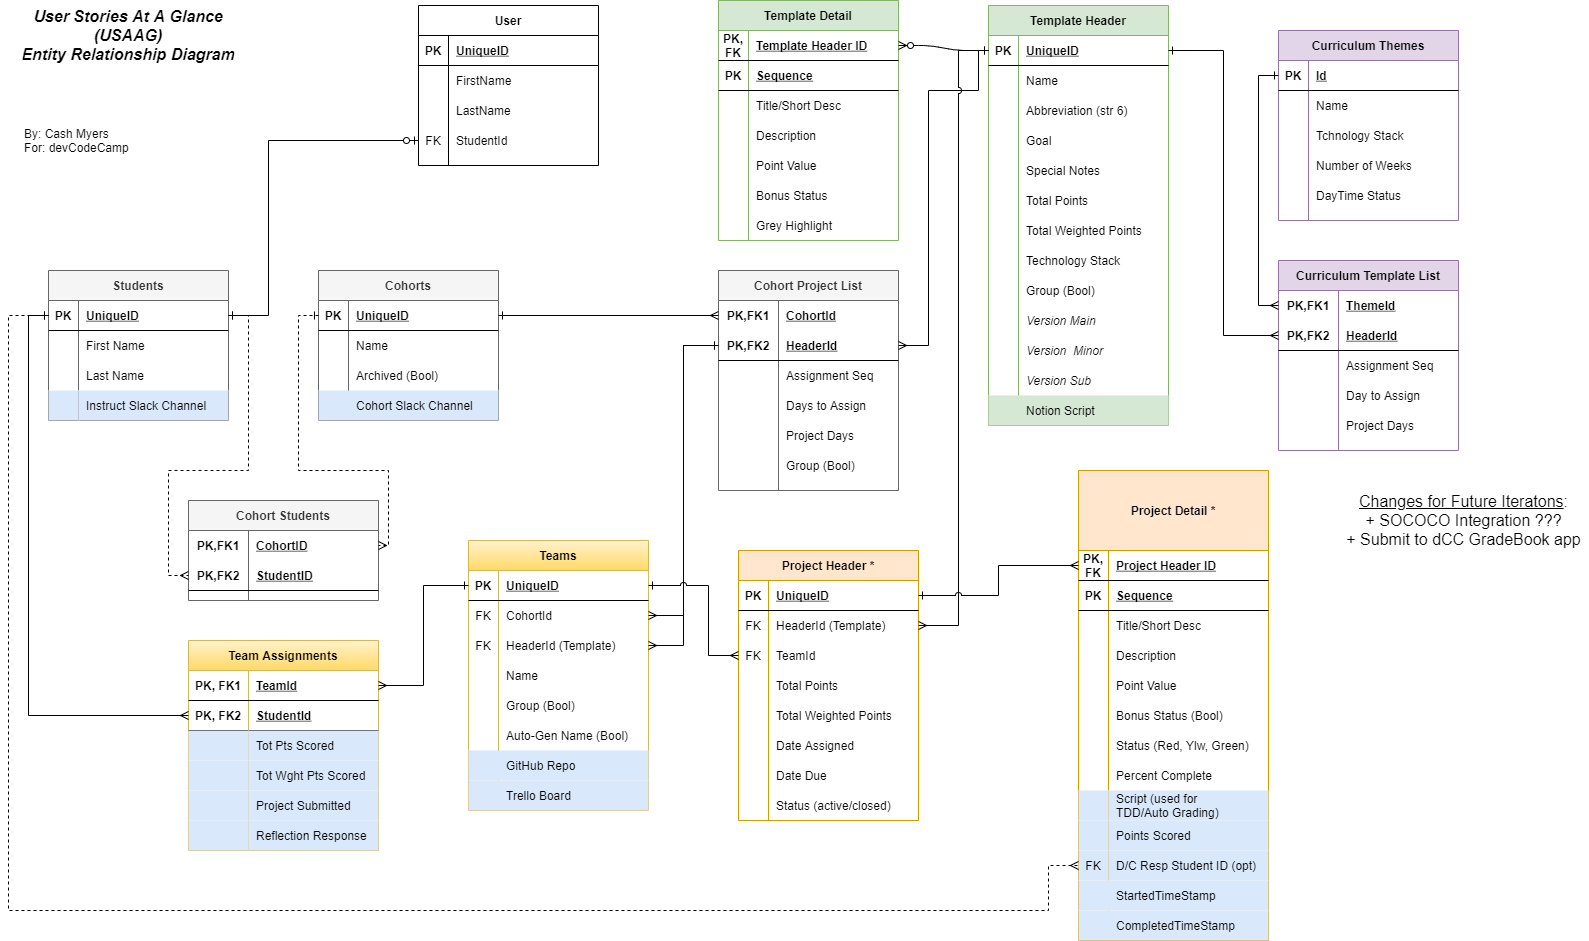 User Stories At A Glance
(USAAG)
Entity Relationship Diagram
By: Cash Myers
For: devCodeCamp
User
PK UniqueID
FirstName
LastName
FK StudentId
Template Detail
PK,
FK Template Header ID
PK Sequence
Title/Short Desc
Description
Point Value
Bonus Status
Grey Highlight
Template Header
PK UniqueID
Name
Abbreviation (str 6)
Goal
Special Notes
Total Points
Total Weighted Points
Technology Stack
Group (Bool)
Version Main
Version  Minor
Version Sub
Notion Script
Curriculum Themes
PK Id
Name
Tchnology Stack
Number of Weeks
DayTime Status
Curriculum Template List
PK,FK1 ThemeId
PK,FK2 HeaderId
Assignment Seq
Day to Assign
Project Days
Students
PK UniqueID
First Name
Last Name
Instruct Slack Channel
Cohorts
PK UniqueID
Name
Archived (Bool)
Cohort Slack Channel
Cohort Project List
PK,FK1 CohortId
PK,FK2 HeaderId
Assignment Seq
Days to Assign
Project Days
Group (Bool)
Cohort Students
PK,FK1 CohortID
PK,FK2 StudentID
Team Assignments
PK, FK1 TeamId
PK, FK2 StudentId
Tot Pts Scored
Tot Wght Pts Scored
Project Submitted
Reflection Response
Teams
PK UniqueID
FK CohortId
FK HeaderId (Template)
Name
Group (Bool)
Auto-Gen Name (Bool)
GitHub Repo
Trello Board
Project Header *
PK UniqueID
FK HeaderId (Template)
FK TeamId
Total Points
Total Weighted Points
Date Assigned
Date Due
Status (active/closed)
Project Detail *
PK,
FK Project Header ID
PK Sequence
Title/Short Desc
Description
Point Value
Bonus Status (Bool)
Status (Red, Ylw, Green)
Percent Complete
Script (used for
TDD/Auto Grading)
Points Scored
FK D/C Resp Student ID (opt)
StartedTimeStamp
CompletedTimeStamp
Changes for Future Iteratons:
+ SOCOCO Integration ???
+ Submit to dCC GradeBook app